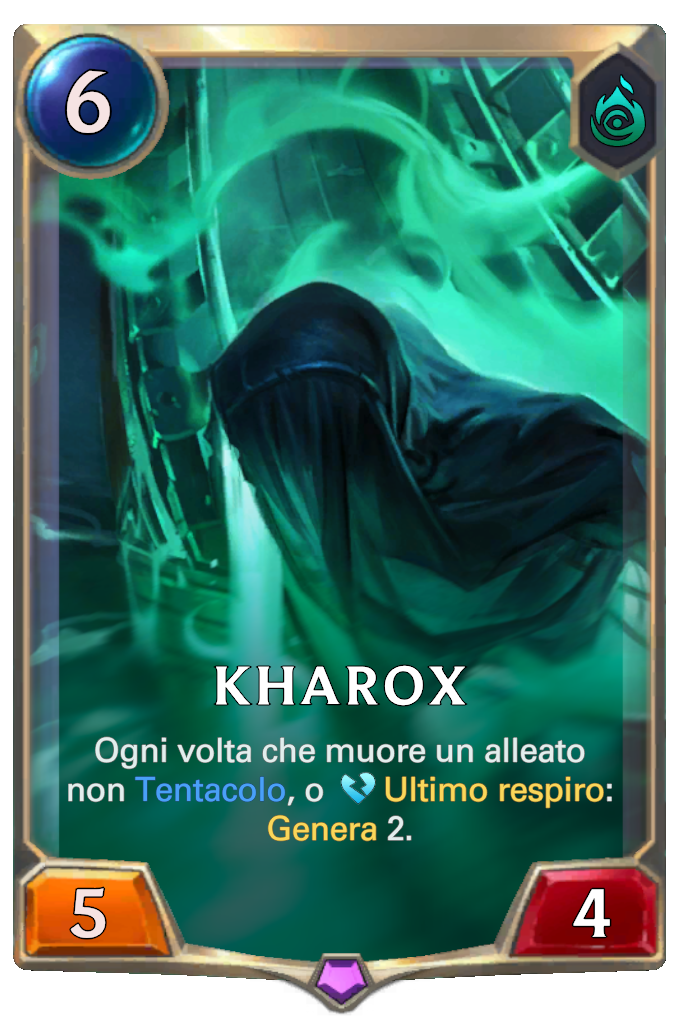 6
KHAROX
Ogni volta che muore un alleato
non Tentacolo, o Ultimo respiro:
Genera 2.
5
4